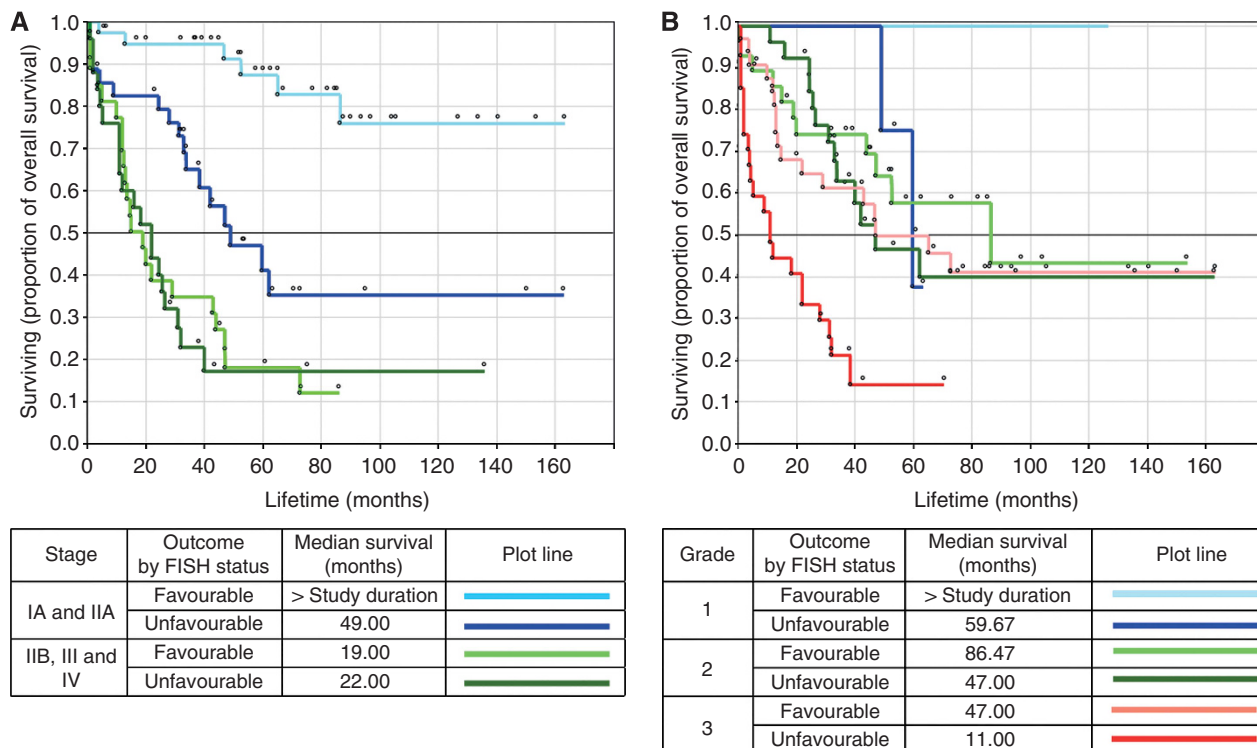 A
Surviving (proportion of overall survival)
1.0
0.9
0.8
0.7
0.6
0.5
0.4
0.3
0.2
0.1
0.0
0 20 40 60 80 100 120 140 160
Lifetime (months)
Stage
Outcome
by FISH status
Median survival
(months)
Plot line
IA and IIA
Favourable > Study duration
Unfavourable 49.00
IIB, III and
IV
Favourable 19.00
Unfavourable 22.00
B
Surviving (proportion of overall survival)
1.0
0.9
0.8
0.7
0.6
0.5
0.4
0.3
0.2
0.1
0.0
0 20 40 60 80 100 120 140 160
Lifetime (months)
Grade
Outcome
by FISH status
Median survival
(months)
Plot line
1
Favourable > Study duration
Unfavourable 59.67
2
Favourable 86.47
Unfavourable 47.00
3
Favourable 47.00
Unfavourable 11.00